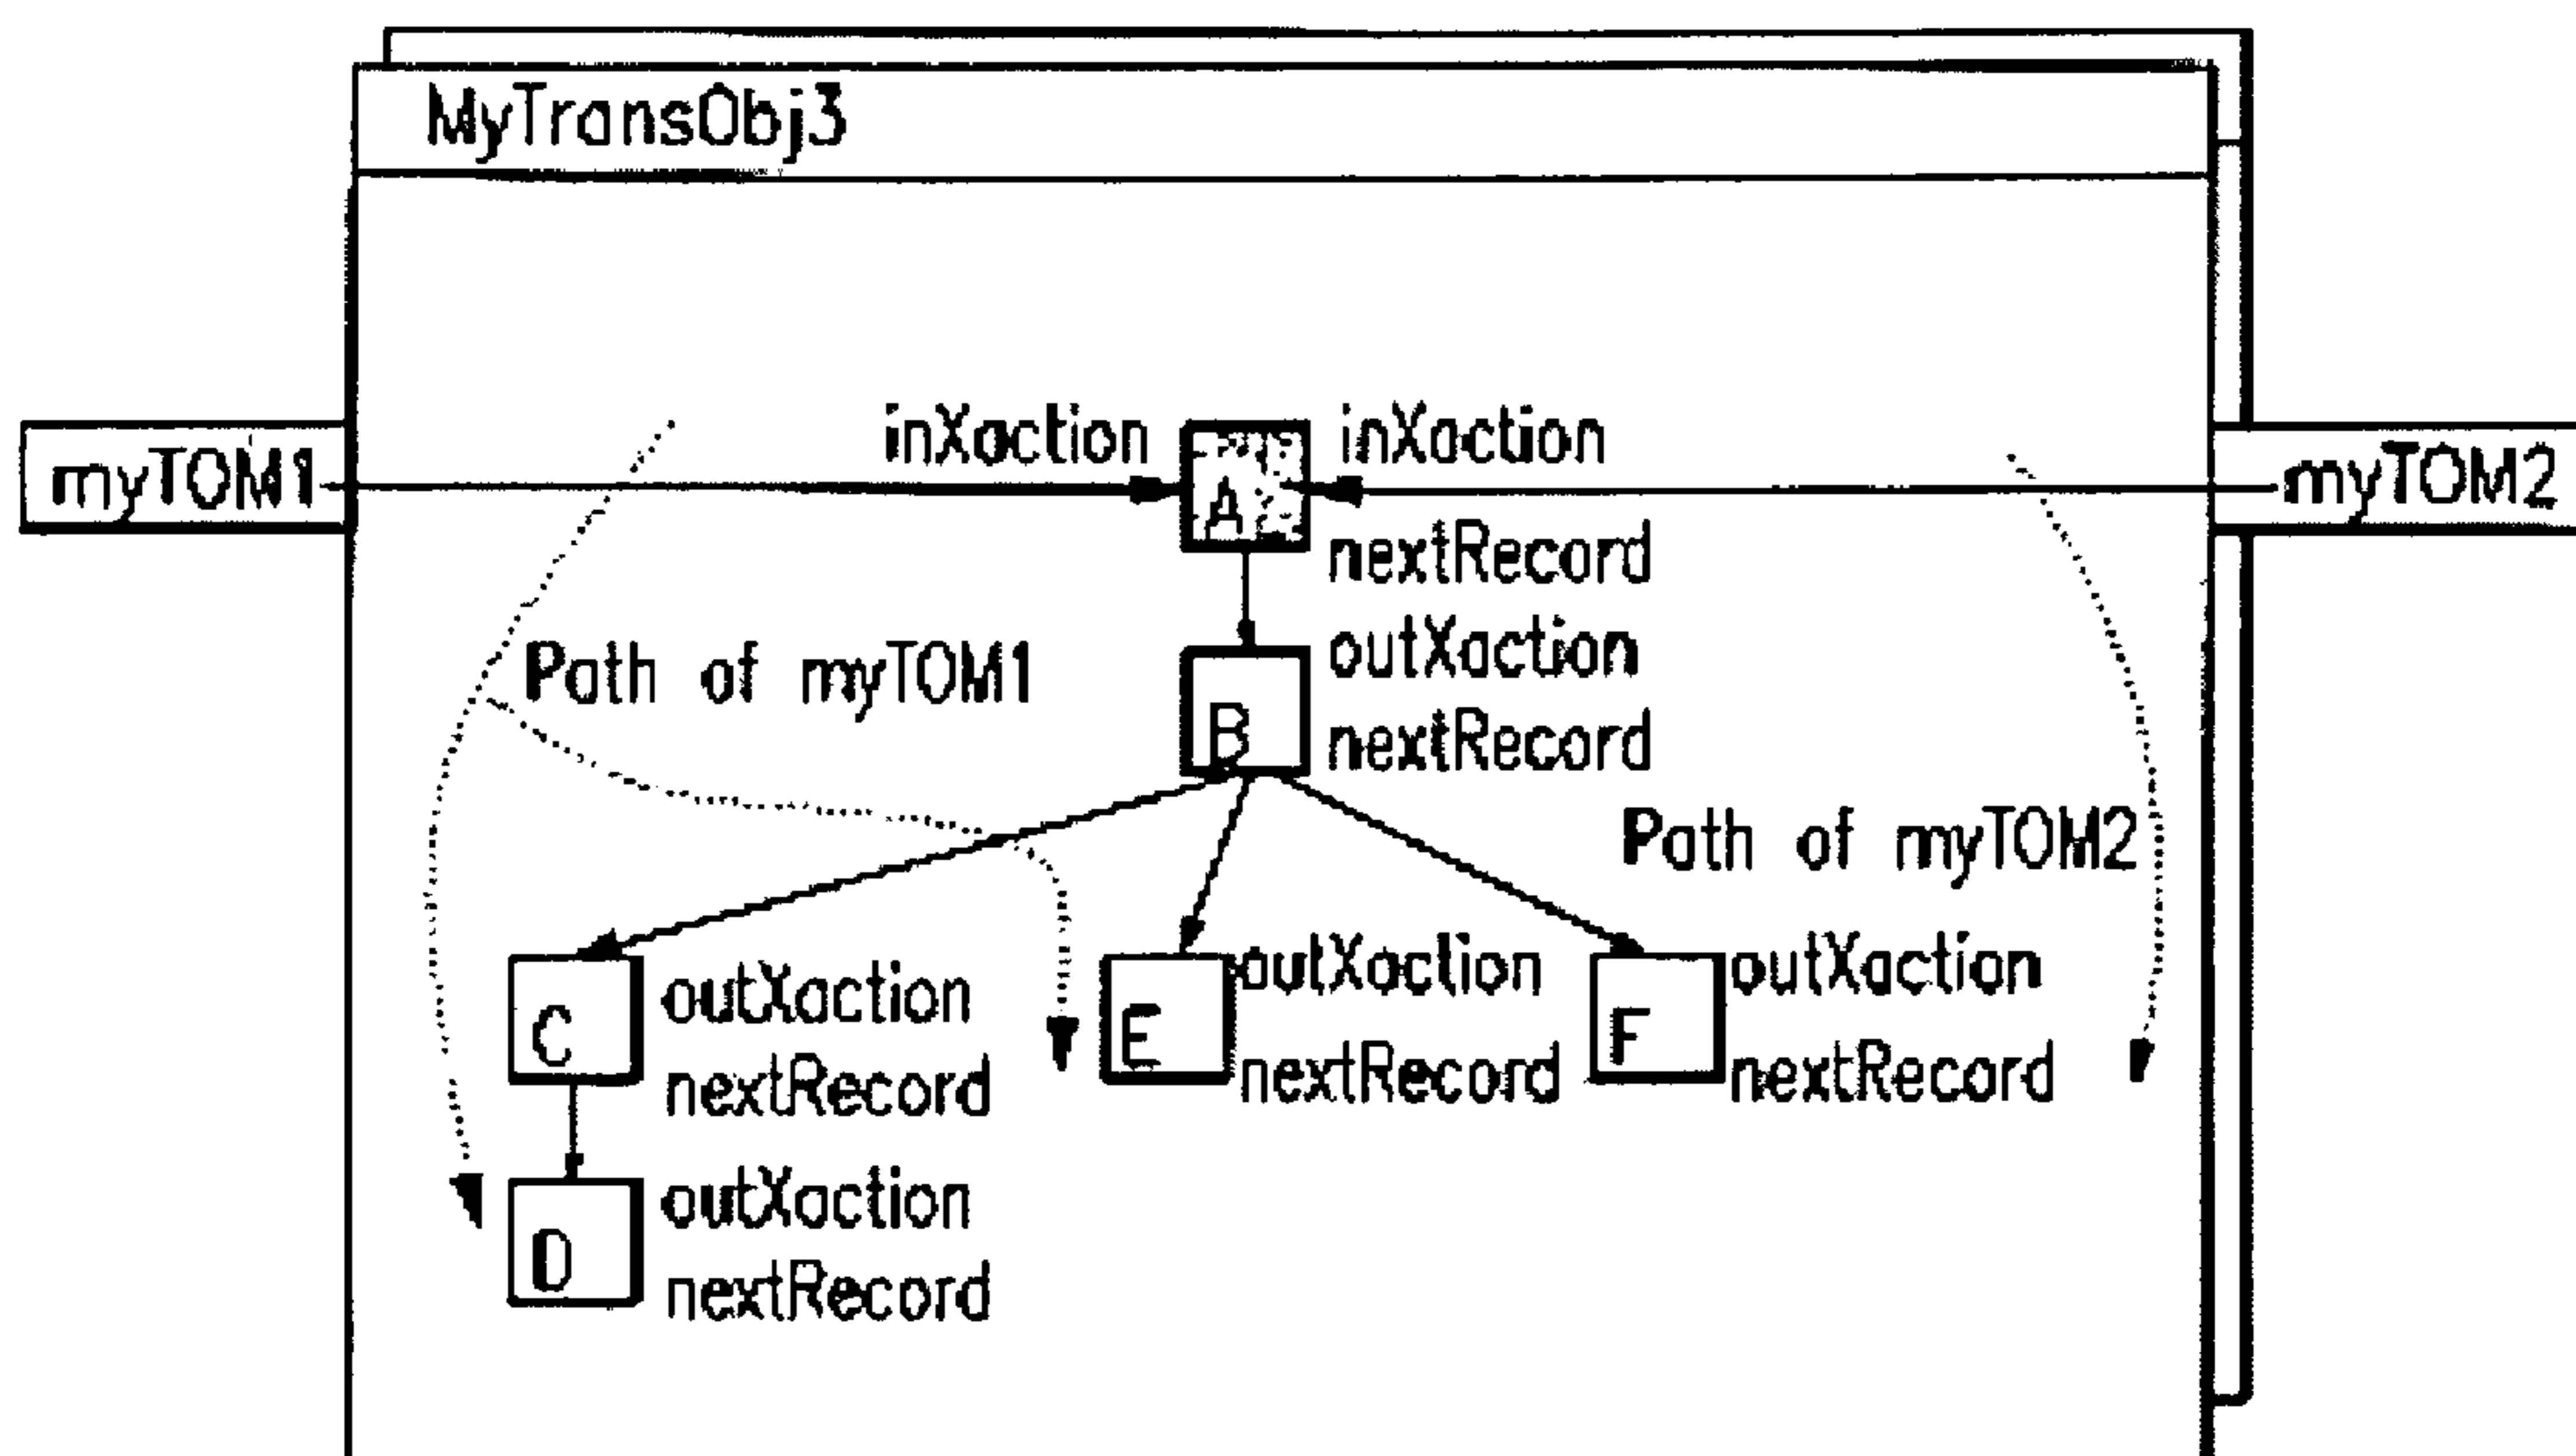 MyTransObj3
inXaction
inXaction
myTOM1
A
myTOM2
nextRecord
outXaction
Path of myTOM1
B
nextRecord
Path of myTOM2
outXaction
outXaction
outXaction
C
E
F
nextRecord
nextRecord
nextRecord
outXaction
D
nextRecord